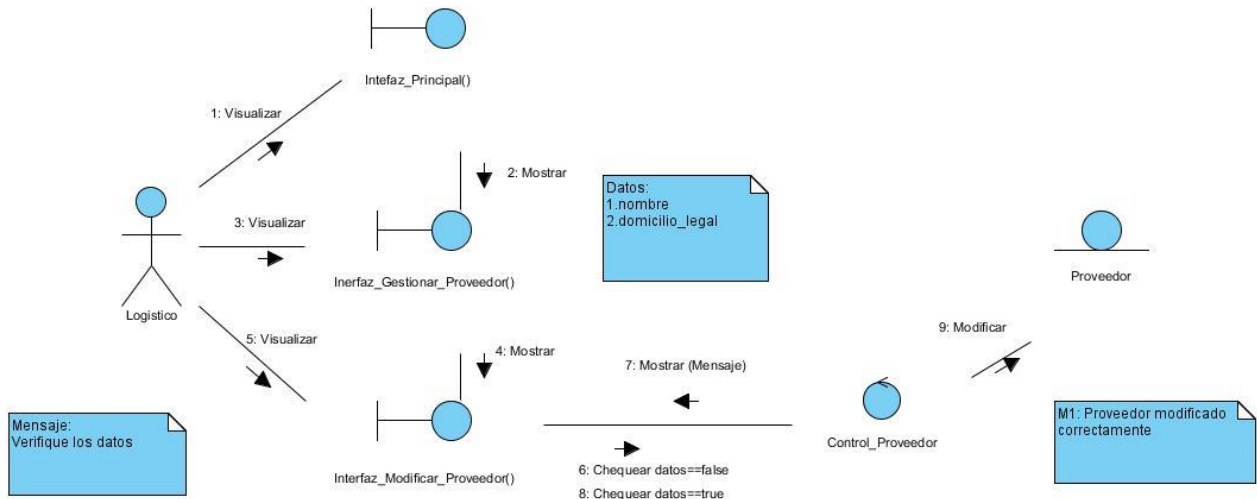 Intefaz_Principal()
1: Visualizar
2: Mostrar
Datos:
1.nombre
2.domicilio_legal
3: Visualizar
Inerfaz_Gestionar_Proveedor()
Proveedor
Logistico
5: Visualizar
4: Mostrar
7: Mostrar (Mensaje)
9: Modificar
Mensaje:
Verifique los datos
Control_Proveedor
M1: Proveedor modificado
correctamente
Interfaz_Modificar_Proveedor()
6: Chequear datos==false
8: Chequear datos==true